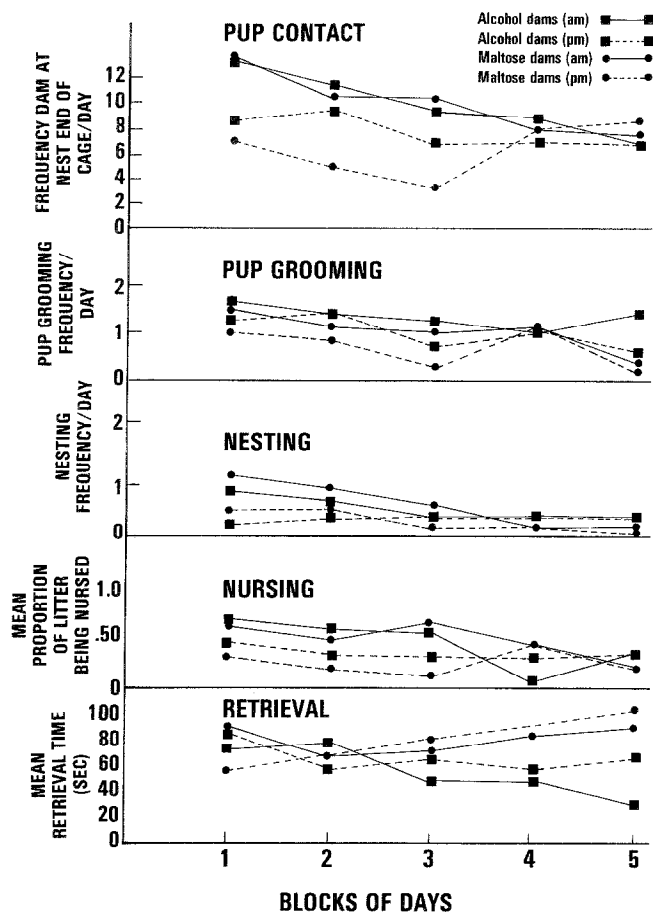 PUP CONTACT
Alcohol dams (am)
Alcohol dams (pm)
Maltose dams (am)
Maltose dams (pm)
FREQUENCY DAM AT
NEST END OF
CAGE/DAY
12
10
8
6
4
2
0
PUP GROOMING
PUP GROOMING
FREQUENCY/
DAY
2
1
0
NESTING
NESTING
FREQUENCY/DAY
2
1
0
NURSING
MEAN
PROPORTION
OF LITTER
BEING NURSED
1.0
.50
0
RETRIEVAL
MEAN
RETRIEVAL TIME
(SEC)
100
80
60
40
20
0
1 2 3 4 5
BLOCKS OF DAYS